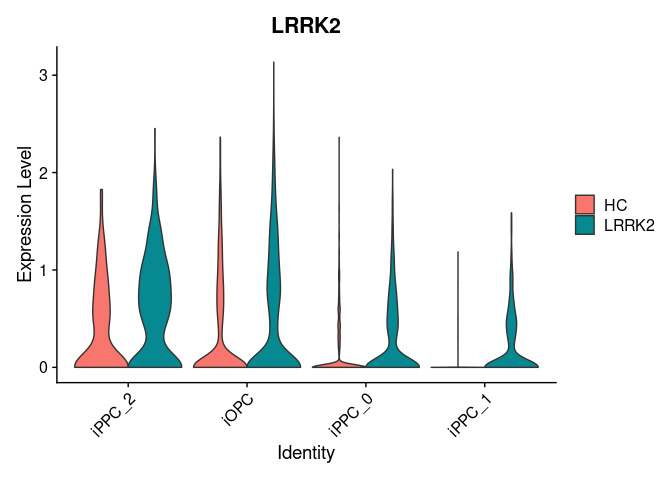 LRRK2
Expression Level
3
2
1
0
iPPC_2
iOPC
iPPC_0
iPPC_1
Identity
HC
LRRK2